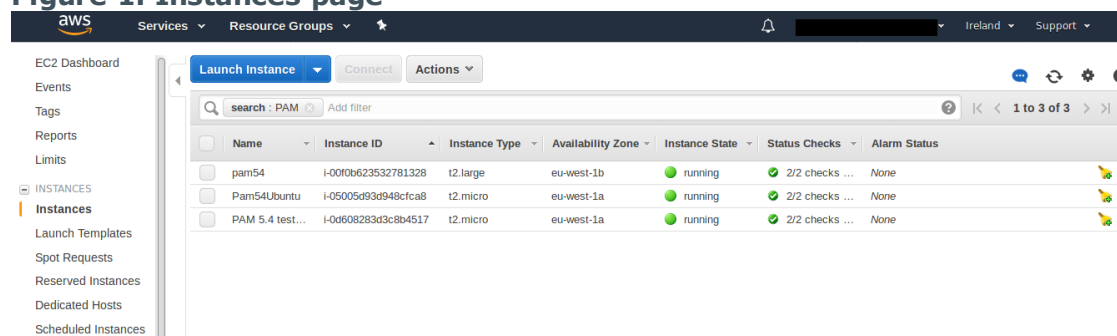 Figure 1: Instances page
aws Services Resource Groups Ireland Support
EC2 Dashboard
Events
Tags
Reports
Limits
INSTANCES
Instances
Launch Templates
Spot Requests
Reserved Instances
Dedicated Hosts
Scheduled Instances
Launch Instance Connect Actions
search : PAM Add filter 1 to 3 of 3
Name Instance ID Instance Type Availability Zone Instance State Status Checks Alarm Status
pam54 i-00f0b623532781328 t2.large eu-west-1b running 2/2 checks ... None
Pam54Ubuntu i-05005d93d948cfca8 t2.micro eu-west-1a running 2/2 checks ... None
PAM 5.4 test... i-0d608283d3c8b4517 t2.micro eu-west-1a running 2/2 checks ... None